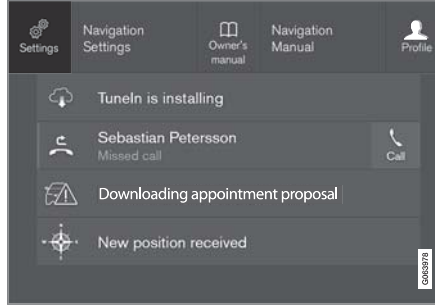 Settings
Navigation
Settings
Owner's
manual
Navigation
Manual
Profile
TuneIn is installing
Sebastian Petersson
Missed call
Call
Downloading appointment proposal
New position received
G063978